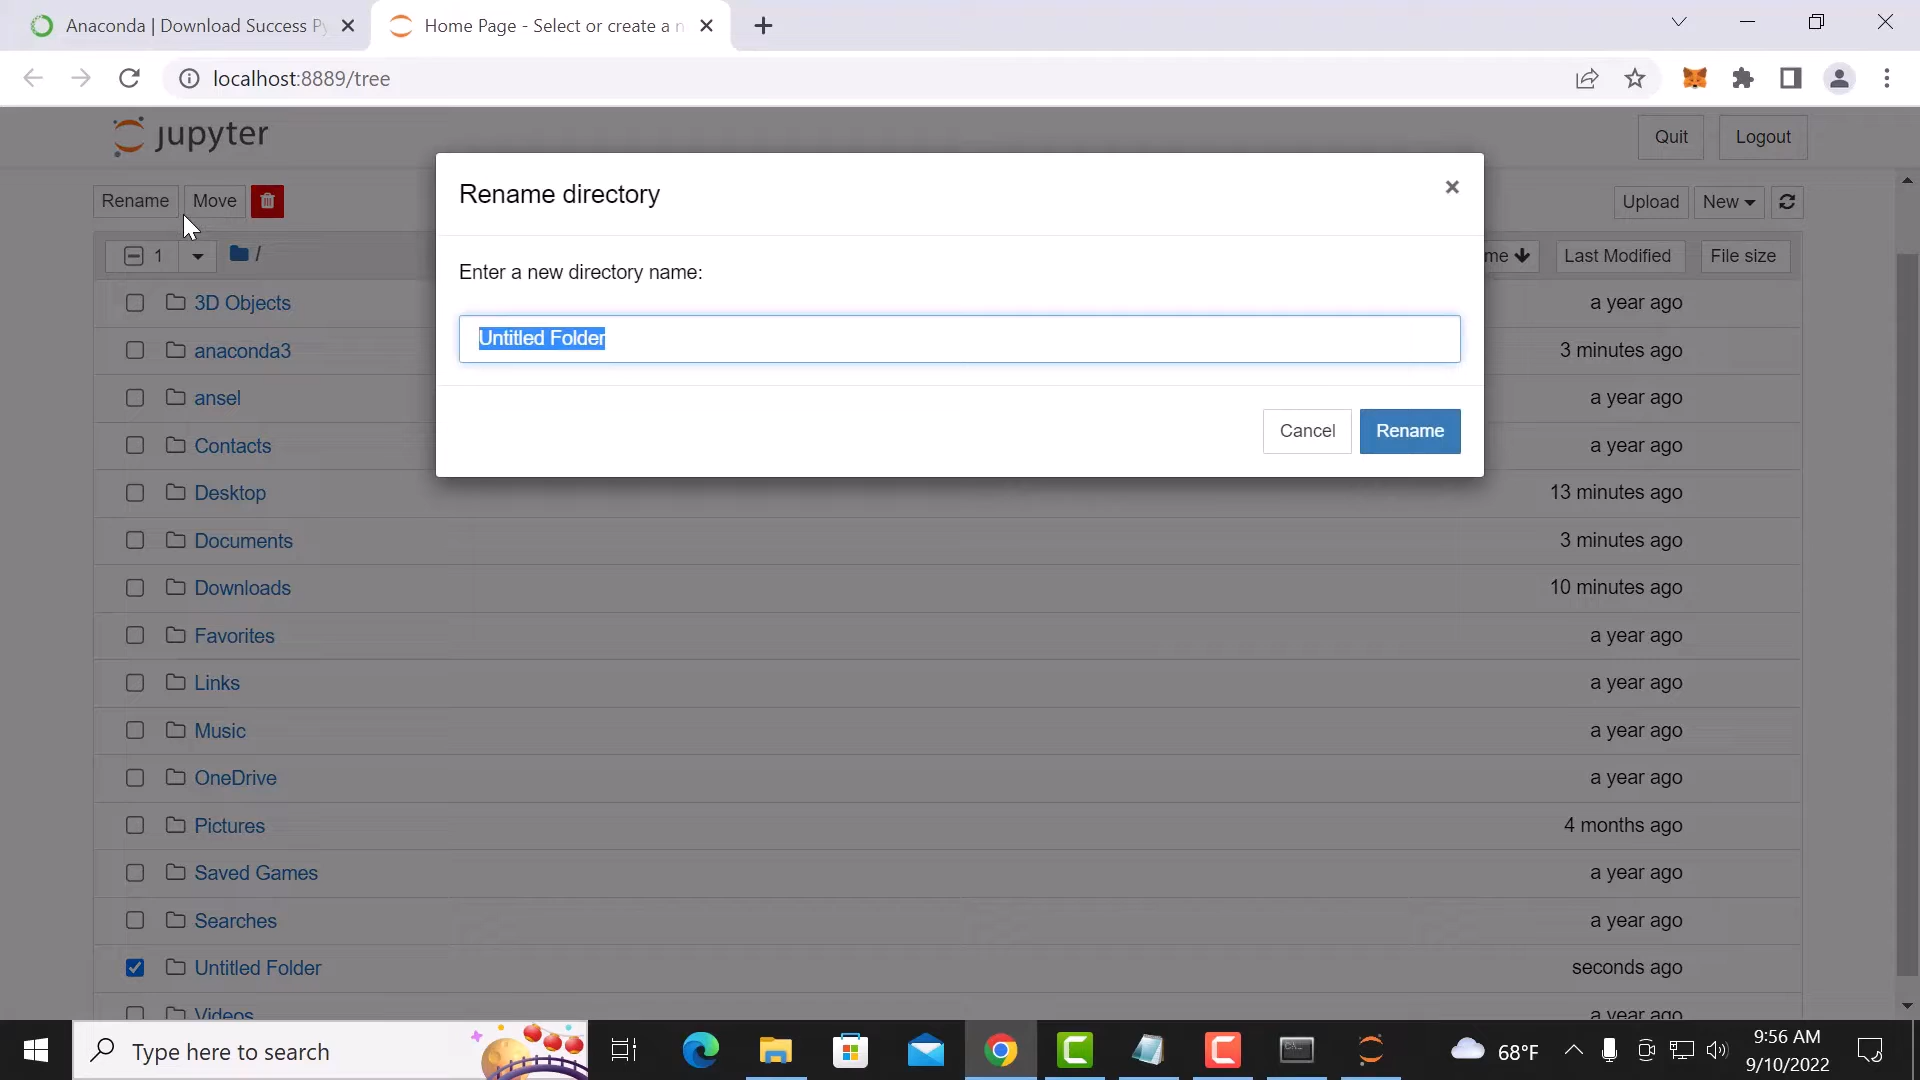 Anaconda | Download Success Py
Home Page - Select or create a n
localhost:8889/tree
jupyter
Quit
Logout
Rename
Move
Upload
New
1
/
me
Last Modified
File size
Rename directory
×
Enter a new directory name:
Untitled Folder
Cancel
Rename
3D Objects
a year ago
anaconda3
3 minutes ago
ansel
a year ago
Contacts
a year ago
Desktop
13 minutes ago
Documents
3 minutes ago
Downloads
10 minutes ago
Favorites
a year ago
Links
a year ago
Music
a year ago
OneDrive
a year ago
Pictures
4 months ago
Saved Games
a year ago
Searches
a year ago
Untitled Folder
seconds ago
Videos
a year ago
Type here to search
68°F
9:56 AM
9/10/2022